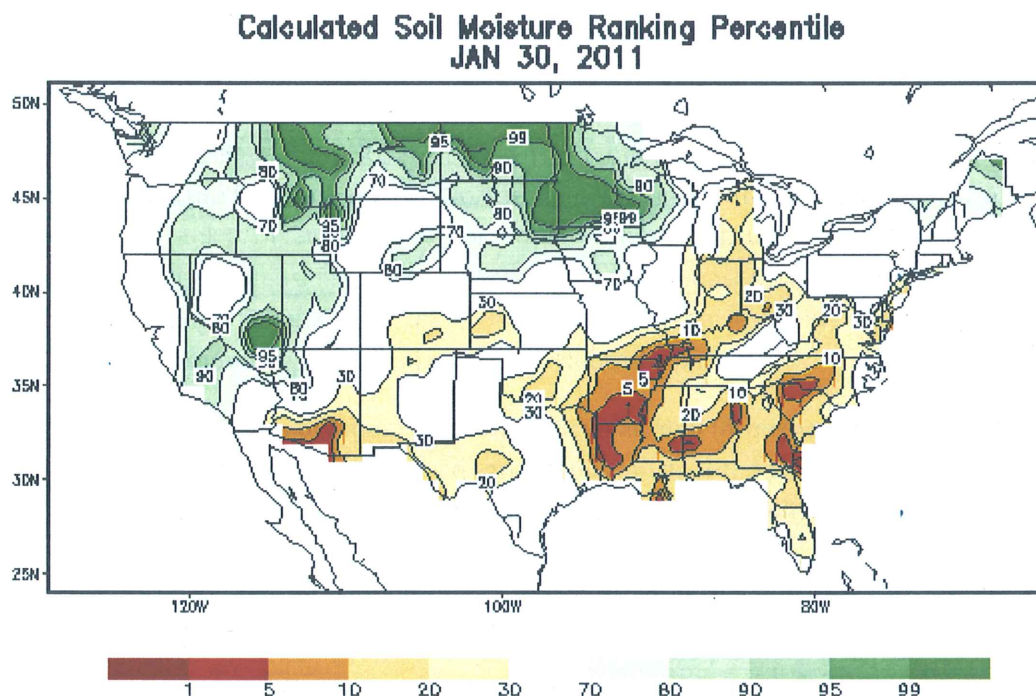 Calculated Soil Moisture Ranking Percentile
JAN 30, 2011
50N
95 99
80 90
70 80
45N
70
95 95 99
80 70
80
70
40N
30 20
30 20 30
80 10
95
90 10
35N
80 30 5 5
20 10
30 20
30
30N
20
25N
120W 100W 80W
1 5 10 20 30 70 80 90 95 99